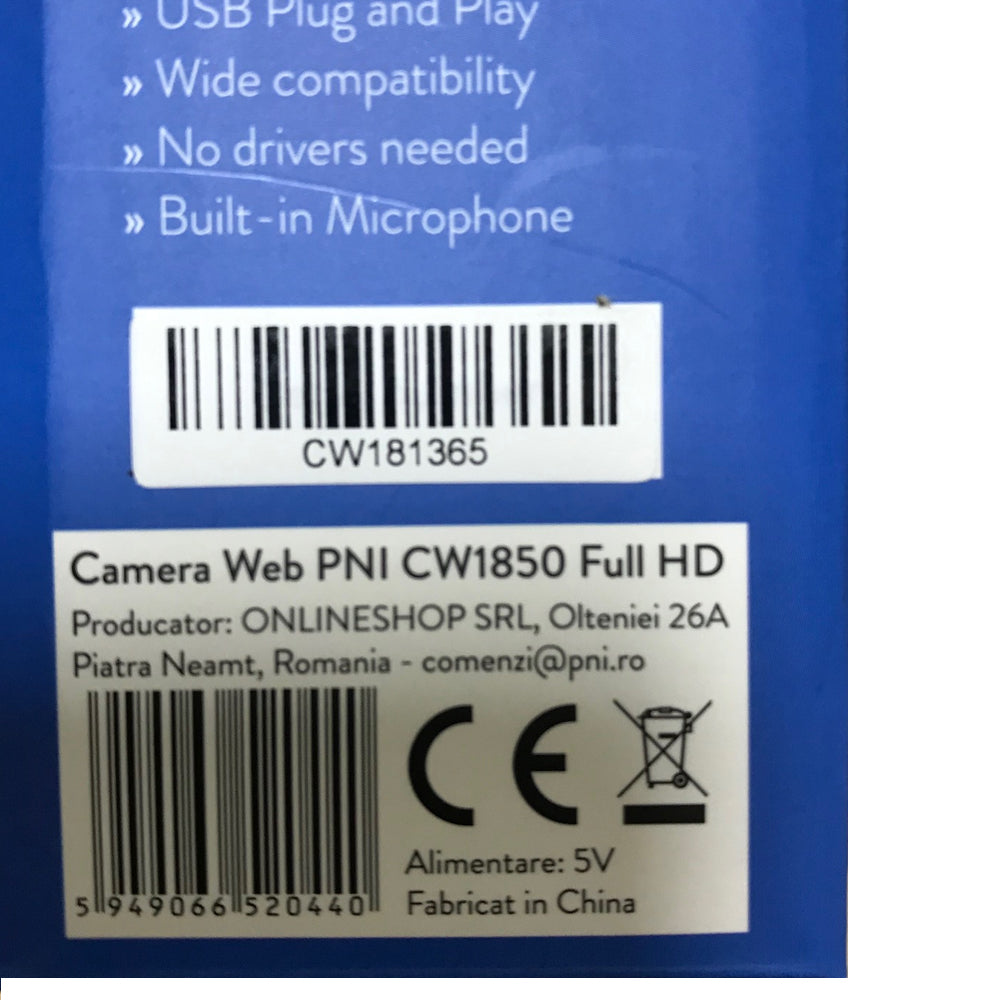 » USB Plug and Play
» Wide compatibility
» No drivers needed
» Built-in Microphone
CW181365
Camera Web PNI CW1850 Full HD
Producator: ONLINESHOP SRL, Olteniei 26A
Piatra Neamt, Romania - comenzi@pni.ro
CE
Alimentare: 5V
Fabricat in China
5 949066 520440